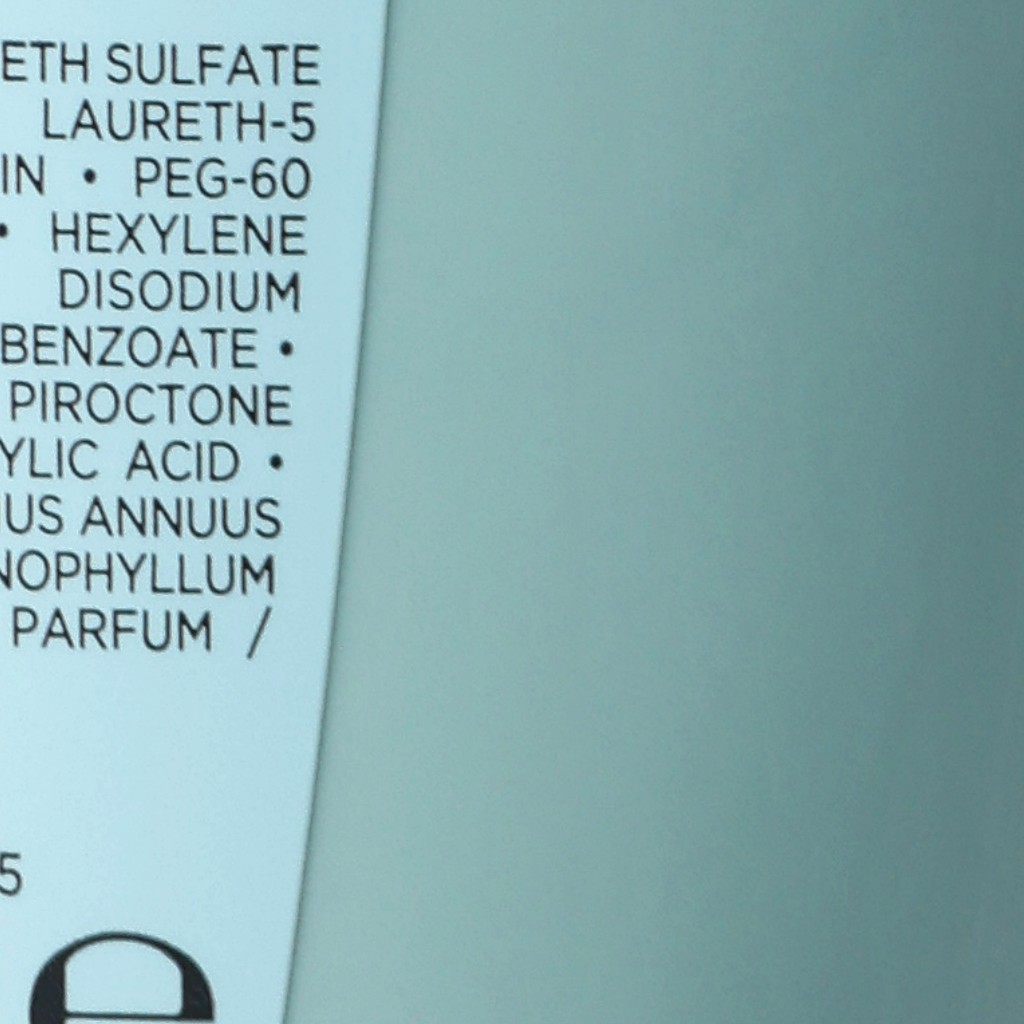 ETH SULFATE
LAURETH-5
IN • PEG-60
• HEXYLENE
DISODIUM
BENZOATE •
PIROCTONE
YLIC ACID •
US ANNUUS
NOPHYLLUM
PARFUM /
5
e